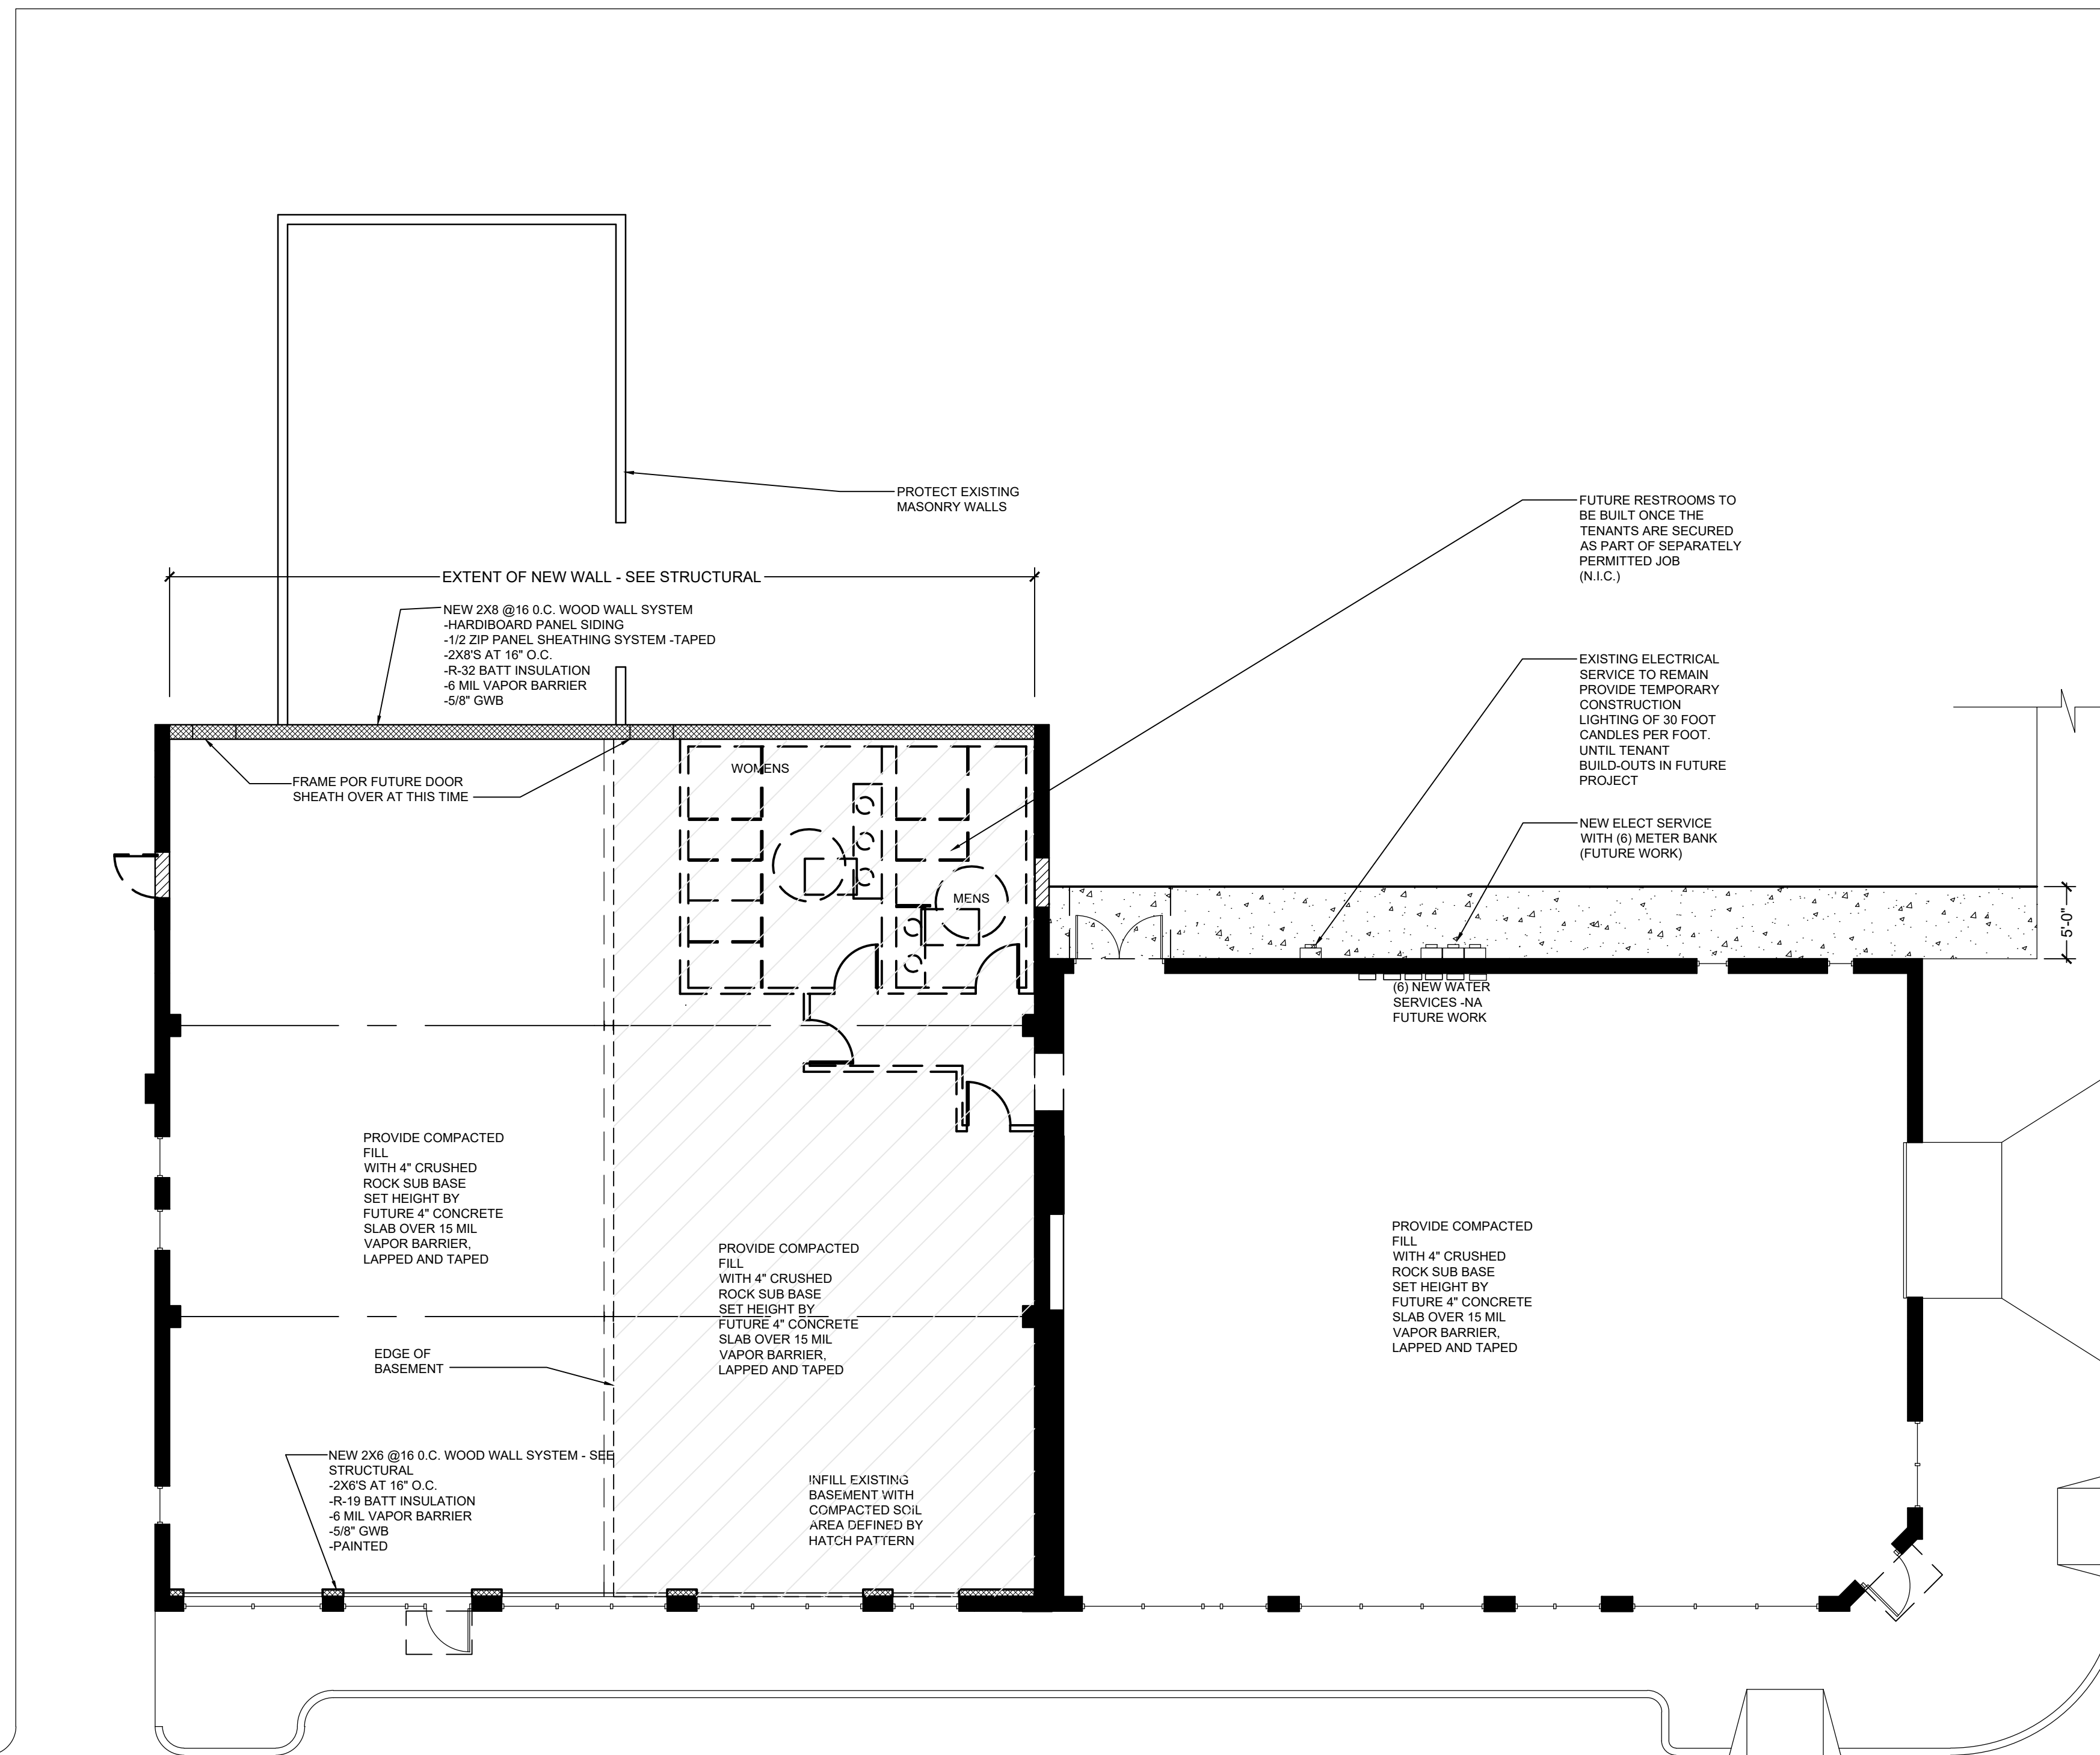 PROTECT EXISTING
MASONRY WALLS
FUTURE RESTROOMS TO
BE BUILT ONCE THE
TENANTS ARE SECURED
AS PART OF SEPARATELY
PERMITTED JOB
(N.I.C.)
EXTENT OF NEW WALL - SEE STRUCTURAL
NEW 2X8 @16 0.C. WOOD WALL SYSTEM
-HARDIBOARD PANEL SIDING
-1/2 ZIP PANEL SHEATHING SYSTEM -TAPED
-2X8'S AT 16" O.C.
-R-32 BATT INSULATION
-6 MIL VAPOR BARRIER
-5/8" GWB
EXISTING ELECTRICAL
SERVICE TO REMAIN
PROVIDE TEMPORARY
CONSTRUCTION
LIGHTING OF 30 FOOT
CANDLES PER FOOT.
UNTIL TENANT
BUILD-OUTS IN FUTURE
PROJECT
FRAME POR FUTURE DOOR
SHEATH OVER AT THIS TIME
WOMENS
NEW ELECT SERVICE
WITH (6) METER BANK
(FUTURE WORK)
MENS
5'-0"
(6) NEW WATER
SERVICES -NA
FUTURE WORK
PROVIDE COMPACTED
FILL
WITH 4" CRUSHED
ROCK SUB BASE
SET HEIGHT BY
FUTURE 4" CONCRETE
SLAB OVER 15 MIL
VAPOR BARRIER,
LAPPED AND TAPED
PROVIDE COMPACTED
FILL
WITH 4" CRUSHED
ROCK SUB BASE
SET HEIGHT BY
FUTURE 4" CONCRETE
SLAB OVER 15 MIL
VAPOR BARRIER,
LAPPED AND TAPED
PROVIDE COMPACTED
FILL
WITH 4" CRUSHED
ROCK SUB BASE
SET HEIGHT BY
FUTURE 4" CONCRETE
SLAB OVER 15 MIL
VAPOR BARRIER,
LAPPED AND TAPED
EDGE OF
BASEMENT
NEW 2X6 @16 0.C. WOOD WALL SYSTEM - SEE
STRUCTURAL
-2X6'S AT 16" O.C.
-R-19 BATT INSULATION
-6 MIL VAPOR BARRIER
-5/8" GWB
-PAINTED
INFILL EXISTING
BASEMENT WITH
COMPACTED SOIL
AREA DEFINED BY
HATCH PATTERN